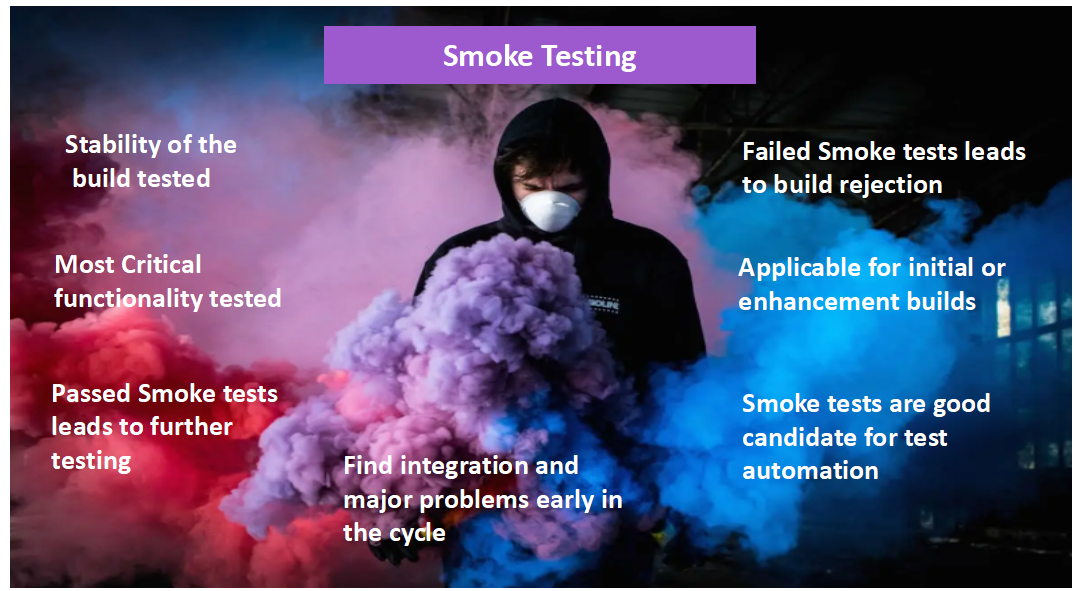 Smoke Testing
Stability of the
build tested
Most Critical
functionality tested
Passed Smoke tests
leads to further
testing
Find integration and
major problems early in
the cycle
Failed Smoke tests leads
to build rejection
Applicable for initial or
enhancement builds
Smoke tests are good
candidate for test
automation